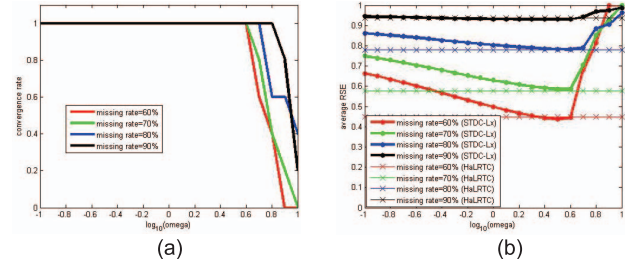 1
0.8
0.6
0.4
0.2
0
convergence rate
missing rate=60%
missing rate=70%
missing rate=80%
missing rate=90%
-1 -0.8 -0.6 -0.4 -0.2 0 0.2 0.4 0.6 0.8 1
log10(omega)
(a)
1
0.9
0.8
0.7
0.6
0.5
0.4
0.3
0.2
0.1
0
average RSE
missing rate=60% (STDC-Lx)
missing rate=70% (STDC-Lx)
missing rate=80% (STDC-Lx)
missing rate=90% (STDC-Lx)
missing rate=60% (HaLRTC)
missing rate=70% (HaLRTC)
missing rate=80% (HaLRTC)
missing rate=90% (HaLRTC)
-1 -0.8 -0.6 -0.4 -0.2 0 0.2 0.4 0.6 0.8 1
log10(omega)
(b)